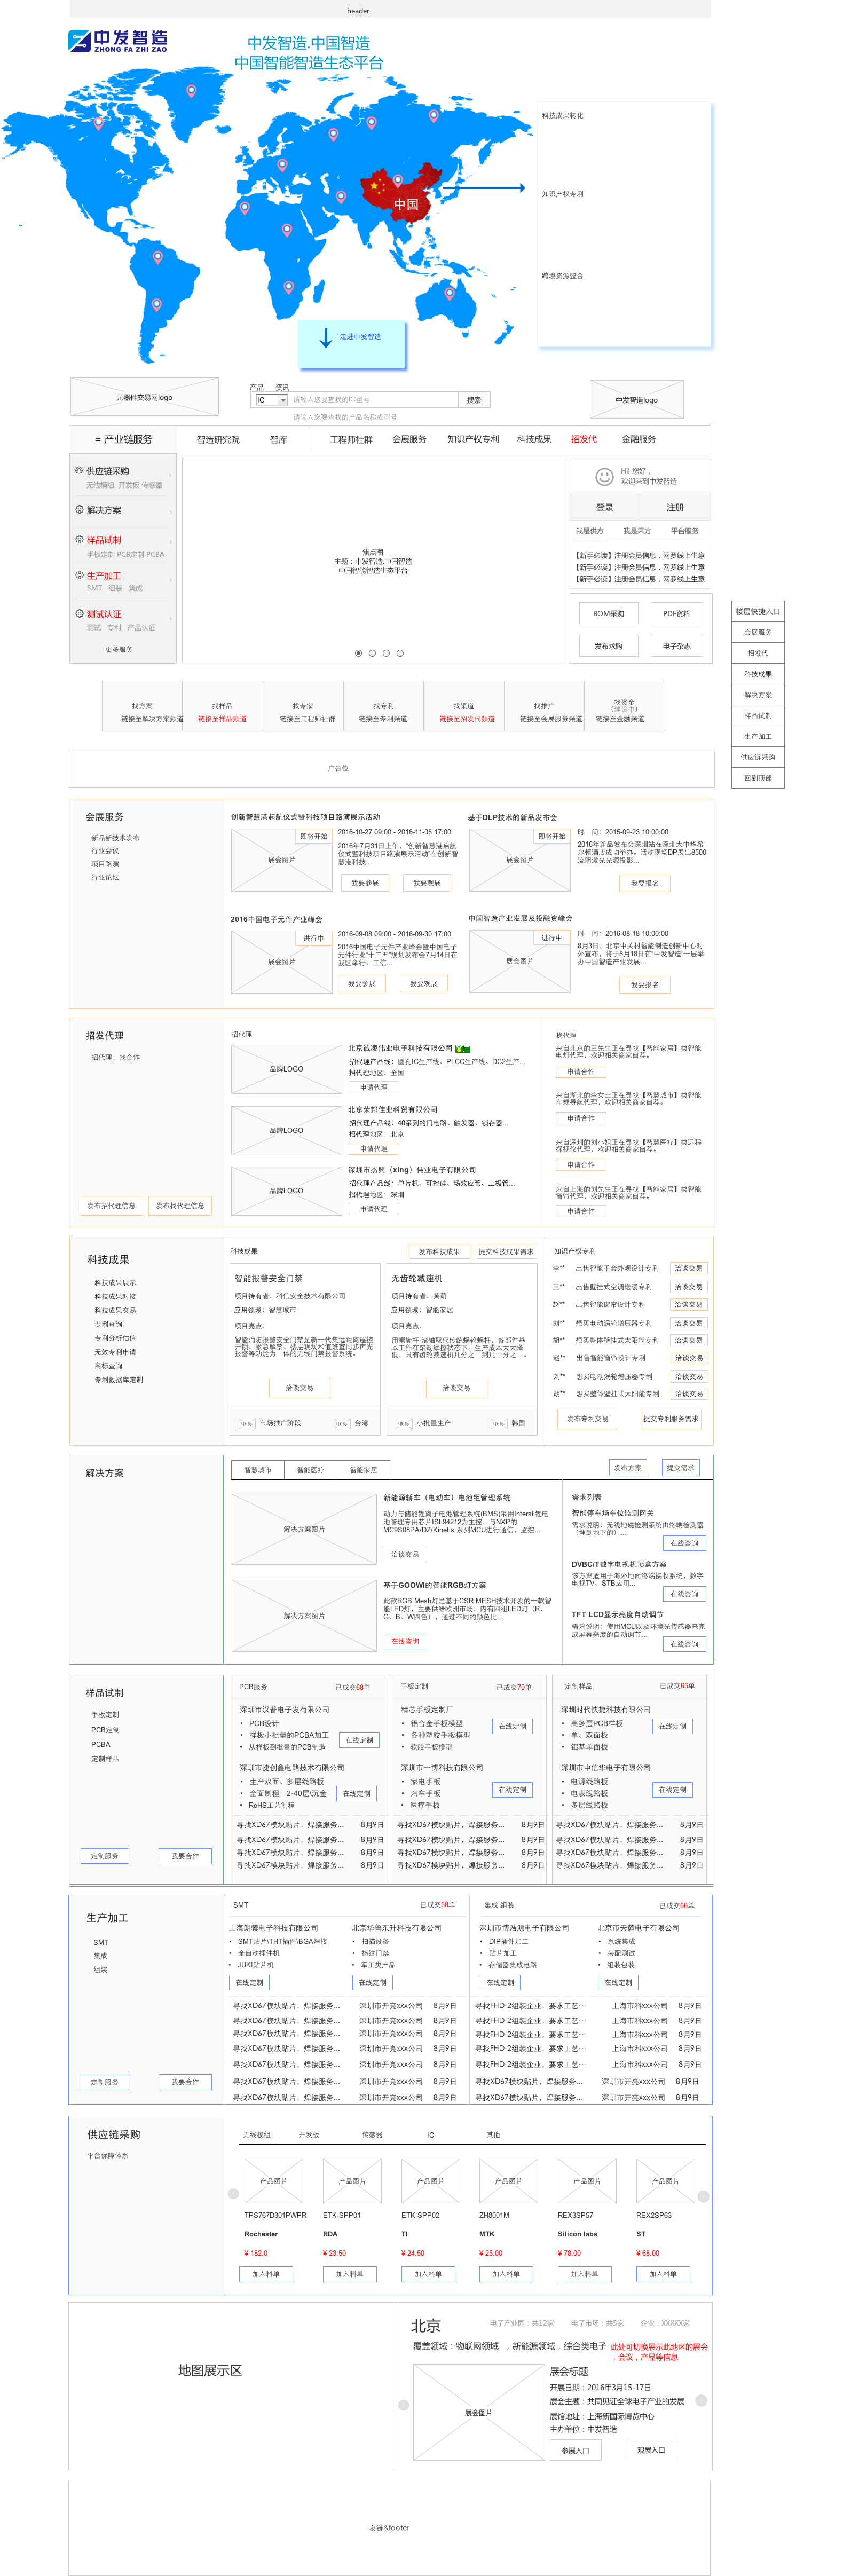 header
中发智造
ZHONG FA ZHI ZAO
中发智造.中国智造
中国智能智造生态平台
科技成果转化
知识产权专利
中国
跨境资源整合
走进中发智造
元器件交易网logo
产品 资讯
IC 请输入您要查找的IC型号 搜索
请输入您要查找的产品名称或型号
中发智造logo
= 产业链服务 智造研究院 智库 工程师社群 会展服务 知识产权专利 科技成果 招发代 金融服务
供应链采购
无线模组 开发板 传感器
解决方案
样品试制
手板定制 PCB定制 PCBA
生产加工
SMT 组装 集成
测试认证
测试 专利 产品认证
更多服务
焦点图
主题：中发智造.中国智造
中国智能智造生态平台
Hi! 您好，
欢迎来到中发智造
登录 注册
我是供方 我是采方 平台服务
【新手必读】注册会员信息，网罗线上生意
【新手必读】注册会员信息，网罗线上生意
【新手必读】注册会员信息，网罗线上生意
BOM采购 PDF资料
发布求购 电子杂志
楼层快捷入口
会展服务
招发代
科技成果
解决方案
样品试制
生产加工
供应链采购
回到顶部
找方案 找样品 找专家 找专利 找渠道 找推广 找资金
（建设中）
链接至解决方案频道 链接至样品频道 链接至工程师社群 链接至专利频道 链接至招发代频道 链接至会展服务频道 链接至金融频道
广告位
会展服务
新品新技术发布
行业会议
项目路演
行业论坛
创新智慧港起航仪式暨科技项目路演展示活动
展会图片
即将开始
2016-10-27 09:00 - 2016-11-08 17:00
2016年7月31日上午，“创新智慧港启航
仪式暨科技项目路演展示活动”在创新智
慧港科技...
我要参展 我要观展
基于DLP技术的新品发布会
展会图片
即将开始
时 间：2015-09-23 10:00:00
2016年新品发布会深圳站在深圳大中华希
尔顿酒店成功举办。活动现场DP展出8500
流明激光光源投影...
我要报名
2016中国电子元件产业峰会
展会图片
进行中
2016-09-08 09:00 - 2016-09-30 17:00
2016中国电子元件产业峰会暨中国电子
元件行业“十三五”规划发布会7月14日在
我区举行。工信...
我要参展 我要观展
中国智造产业发展及投融资峰会
展会图片
进行中
时 间：2016-08-18 10:00:00
8月3日，北京中关村智能制造创新中心对
外宣布，将于8月18日在“中发智造”一层举
办中国智造产业发展...
我要报名
招发代理
招代理，找合作
发布招代理信息 发布找代理信息
招代理
品牌LOGO
北京诚凌伟业电子科技有限公司
招代理产品线：圆孔IC生产线、PLCC生产线、DC2生产...
招代理地区：全国
申请代理
品牌LOGO
北京荣邦佳业科贸有限公司
招代理产品线：40系列的门电路、触发器、锁存器...
招代理地区：北京
申请代理
品牌LOGO
深圳市杰興（xing）伟业电子有限公司
招代理产品线：单片机、可控硅、场效应管、二极管...
招代理地区：深圳
申请代理
找代理
来自北京的王先生正在寻找【智能家居】类智能
电灯代理，欢迎相关商家自荐。
申请合作
来自湖北的李女士正在寻找【智慧城市】类智能
车载导航代理，欢迎相关商家自荐。
申请合作
来自深圳的刘小姐正在寻找【智慧医疗】类远程
探视仪代理，欢迎相关商家自荐。
申请合作
来自上海的刘先生正在寻找【智能家居】类智能
窗帘代理，欢迎相关商家自荐。
申请合作
科技成果
科技成果展示
科技成果对接
科技成果交易
专利查询
专利分析估值
无效专利申请
商标查询
专利数据库定制
科技成果 发布科技成果 提交科技成果需求
智能报警安全门禁
项目持有者：科信安全技术有限公司
应用领域：智慧城市
项目亮点：
智能消防报警安全门禁是新一代集远距离遥控
开锁、紧急解禁、楼层现场和值班室同步声光
报警等功能为一体的无线门禁报警系统。
洽谈交易
t图标 市场推广阶段 t图标 台湾
无齿轮减速机
项目持有者：黄萌
应用领域：智能家居
项目亮点：
用螺旋杆-滚轴取代传统蜗轮蜗杆，各部件基
本工作在滚动摩擦状态下。生产成本大大降
低，只有齿轮减速机几分之一到几十分之一。
洽谈交易
t图标 小批量生产 t图标 韩国
知识产权专利
李** 出售智能手套外观设计专利 洽谈交易
王** 出售壁挂式空调送暖专利 洽谈交易
赵** 出售智能窗帘设计专利 洽谈交易
刘** 想买电动涡轮增压器专利 洽谈交易
胡** 想买整体壁挂式太阳能专利 洽谈交易
赵** 出售智能窗帘设计专利 洽谈交易
刘** 想买电动涡轮增压器专利 洽谈交易
胡** 想买整体壁挂式太阳能专利 洽谈交易
发布专利交易 提交专利服务需求
解决方案
智慧城市 智能医疗 智能家居 发布方案 提交需求
解决方案图片
新能源轿车（电动车）电池组管理系统
动力与储能锂离子电池管理系统(BMS)采用Intersil锂电
池管理专用芯片ISL94212为主控，与NXP的
MC9S08PA/DZ/Kinetis 系列MCU进行通信，监控...
洽谈交易
解决方案图片
基于GOOWI的智能RGB灯方案
此款RGB Mesh灯是基于CSR MESH技术开发的一款智
能LED灯，主要供给欧洲市场；内有四组LED灯（R、
G、B、W四色），通过不同的颜色比...
在线咨询
需求列表
智能停车场车位监测网关
需求说明：无线地磁检测系统由终端检测器
（埋到地下的）...
在线咨询
DVBC/T数字电视机顶盒方案
该方案适用于海外地面终端接收系统，数字
电视TV、STB应用...
在线咨询
TFT LCD显示亮度自动调节
需求说明：使用MCU以及环境光传感器来完
成屏幕亮度的自动调节...
在线咨询
样品试制
手板定制
PCB定制
PCBA
定制样品
定制服务 我要合作
PCB服务 已成交68单
深圳市汉普电子发有限公司
• PCB设计
• 样板小批量的PCBA加工
• 从样板到批量的PCB制造
在线定制
深圳市捷创鑫电路技术有限公司
• 生产双面、多层线路板
• 全面制程：2-40层\沉金
• RoHS工艺制程
在线定制
寻找XD67模块贴片，焊接服务... 8月9日
寻找XD67模块贴片，焊接服务... 8月9日
寻找XD67模块贴片，焊接服务... 8月9日
寻找XD67模块贴片，焊接服务... 8月9日
手板定制 已成交70单
精芯手板定制厂
• 铝合金手板模型
• 各种塑胶手板模型
• 软胶手板模型
在线定制
深圳市一博科技有限公司
• 家电手板
• 汽车手板
• 医疗手板
在线定制
寻找XD67模块贴片，焊接服务... 8月9日
寻找XD67模块贴片，焊接服务... 8月9日
寻找XD67模块贴片，焊接服务... 8月9日
寻找XD67模块贴片，焊接服务... 8月9日
定制样品 已成交65单
深圳时代快捷科技有限公司
• 高多层PCB样板
• 单、双面板
• 铝基单面板
在线定制
深圳市中信华电子有限公司
• 电源线路板
• 电表线路板
• 多层线路板
在线定制
寻找XD67模块贴片，焊接服务... 8月9日
寻找XD67模块贴片，焊接服务... 8月9日
寻找XD67模块贴片，焊接服务... 8月9日
寻找XD67模块贴片，焊接服务... 8月9日
生产加工
SMT
集成
组装
定制服务 我要合作
SMT 已成交58单
上海朗骥电子科技有限公司
• SMT贴片\THT插件\BGA焊接
• 全自动插件机
• JUKI贴片机
在线定制
北京华鲁东升科技有限公司
• 扫描设备
• 指纹门禁
• 军工类产品
在线定制
寻找XD67模块贴片，焊接服务... 深圳市开亮xxx公司 8月9日
寻找XD67模块贴片，焊接服务... 深圳市开亮xxx公司 8月9日
寻找XD67模块贴片，焊接服务... 深圳市开亮xxx公司 8月9日
寻找XD67模块贴片，焊接服务... 深圳市开亮xxx公司 8月9日
寻找XD67模块贴片，焊接服务... 深圳市开亮xxx公司 8月9日
寻找XD67模块贴片，焊接服务... 深圳市开亮xxx公司 8月9日
寻找XD67模块贴片，焊接服务... 深圳市开亮xxx公司 8月9日
集成 组装 已成交66单
深圳市博浩源电子有限公司
• DIP插件加工
• 贴片加工
• 存储器集成电路
在线定制
北京市天麓电子有限公司
• 系统集成
• 装配测试
• 组装包装
在线定制
寻找FHD-2组装企业，要求工艺… 上海市科xxx公司 8月9日
寻找FHD-2组装企业，要求工艺… 上海市科xxx公司 8月9日
寻找FHD-2组装企业，要求工艺… 上海市科xxx公司 8月9日
寻找FHD-2组装企业，要求工艺… 上海市科xxx公司 8月9日
寻找FHD-2组装企业，要求工艺… 上海市科xxx公司 8月9日
寻找XD67模块贴片，焊接服务... 深圳市开亮xxx公司 8月9日
寻找XD67模块贴片，焊接服务... 深圳市开亮xxx公司 8月9日
供应链采购
平台保障体系
无线模组 开发板 传感器 IC 其他
产品图片 产品图片 产品图片 产品图片 产品图片 产品图片
TPS767D301PWPR ETK-SPP01 ETK-SPP02 ZH8001M REX3SP57 REX2SP63
Rochester RDA TI MTK Silicon labs ST
¥ 182.0 ¥ 23.50 ¥ 24.50 ¥ 25.00 ¥ 78.00 ¥ 68.00
加入料单 加入料单 加入料单 加入料单 加入料单 加入料单
地图展示区
北京 电子产业园：共12家 电子市场：共5家 企业：XXXXX家
覆盖领域：物联网领域 ，新能源领域，综合类电子
此处可切换展示此地区的展会
，会议，产品等信息
展会图片
展会标题
开展日期：2016年3月15-17日
展会主题：共同见证全球电子产业的发展
展馆地址：上海新国际博览中心
主办单位：中发智造
参展入口 观展入口
友链&footer